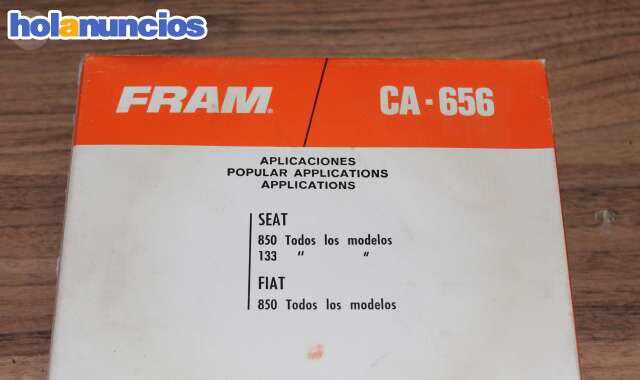 holanuncios
FRAM®
CA-656
APLICACIONES
POPULAR APPLICATIONS
APPLICATIONS
SEAT
850 Todos los modelos
133 " "
FIAT
850 Todos los modelos